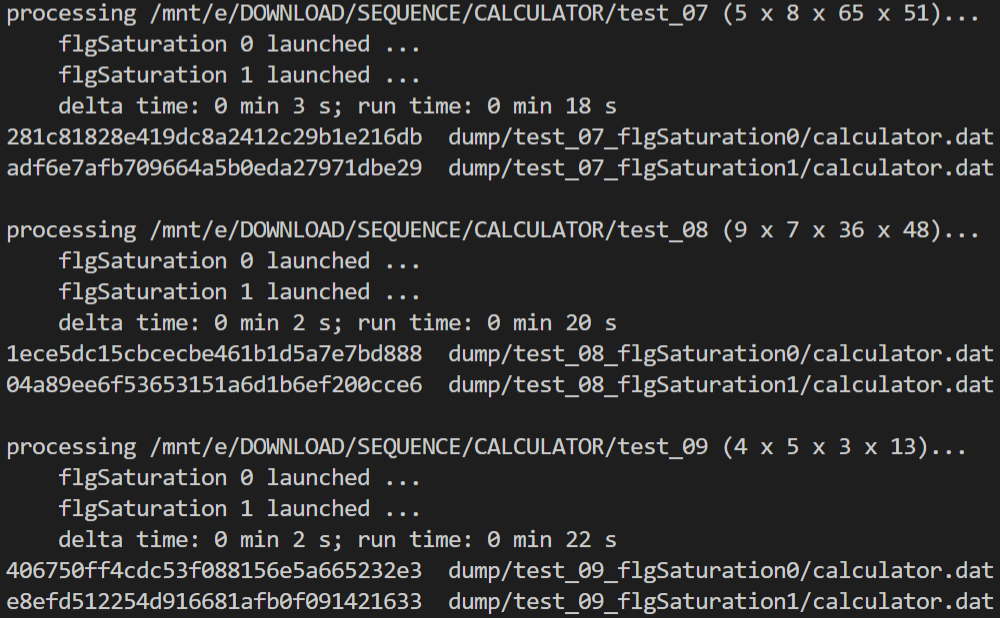 processing /mnt/e/DOWNLOAD/SEQUENCE/CALCULATOR/test_07 (5 x 8 x 65 x 51)...
    flgSaturation 0 launched ...
    flgSaturation 1 launched ...
    delta time: 0 min 3 s; run time: 0 min 18 s
281c81828e419dc8a2412c29b1e216db  dump/test_07_flgSaturation0/calculator.dat
adf6e7afb709664a5b0eda27971dbe29  dump/test_07_flgSaturation1/calculator.dat

processing /mnt/e/DOWNLOAD/SEQUENCE/CALCULATOR/test_08 (9 x 7 x 36 x 48)...
    flgSaturation 0 launched ...
    flgSaturation 1 launched ...
    delta time: 0 min 2 s; run time: 0 min 20 s
1ece5dc15cbcecbe461b1d5a7e7bd888  dump/test_08_flgSaturation0/calculator.dat
04a89ee6f53653151a6d1b6ef200cce6  dump/test_08_flgSaturation1/calculator.dat

processing /mnt/e/DOWNLOAD/SEQUENCE/CALCULATOR/test_09 (4 x 5 x 3 x 13)...
    flgSaturation 0 launched ...
    flgSaturation 1 launched ...
    delta time: 0 min 2 s; run time: 0 min 22 s
406750ff4cdc53f088156e5a665232e3  dump/test_09_flgSaturation0/calculator.dat
e8efd512254d916681afb0f091421633  dump/test_09_flgSaturation1/calculator.dat